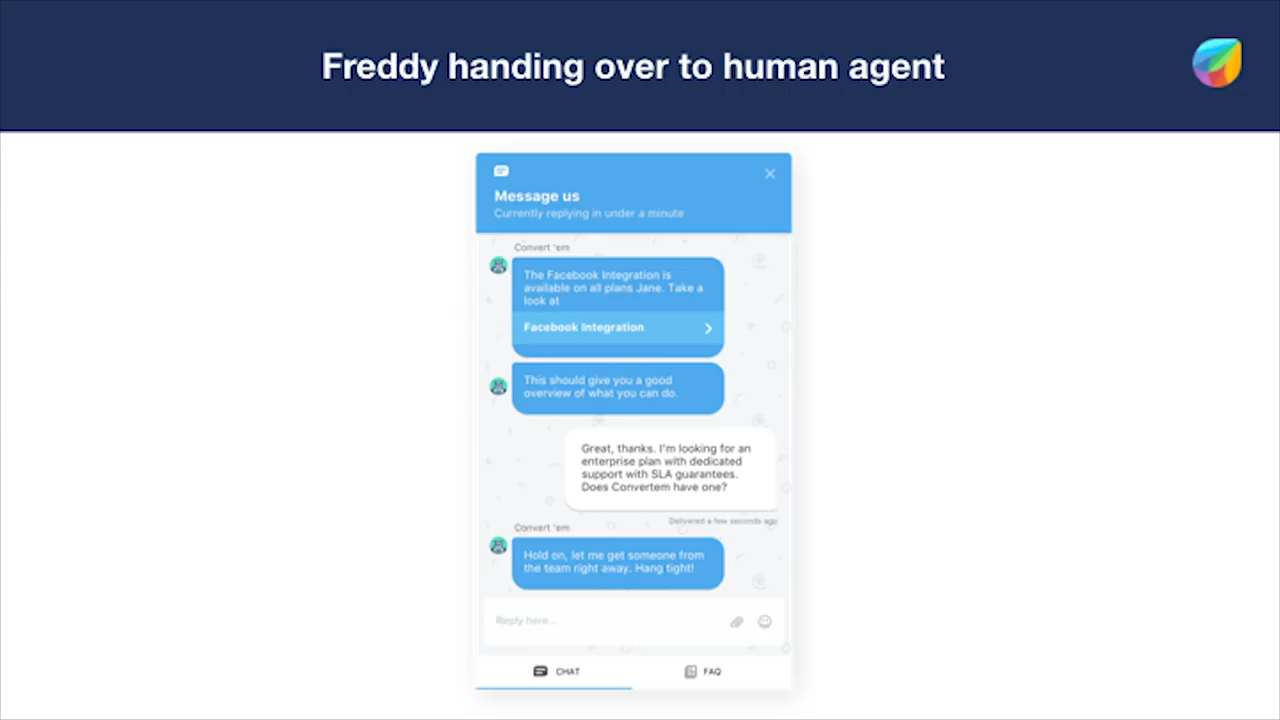 Freddy handing over to human agent
Message us
Currently replying in under a minute
Convert 'em
The Facebook Integration is
available on all plans Jane. Take a
look at
Facebook Integration
This should give you a good
overview of what you can do.
Great, thanks. I'm looking for an
enterprise plan with dedicated
support with SLA guarantees.
Does Convertem have one?
Delivered a few seconds ago
Convert 'em
Hold on, let me get someone from
the team right away. Hang tight!
Reply here...
CHAT
FAQ